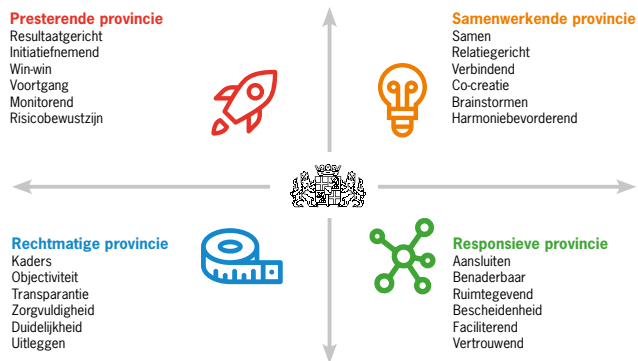 Presterende provincie
Resultaatgericht
Initiatiefnemend
Win-win
Voortgang
Monitorend
Risicobewustzijn
Samenwerkende provincie
Samen
Relatiegericht
Verbindend
Co-creatie
Brainstormen
Harmoniebevorderend
Rechtmatige provincie
Kaders
Objectiviteit
Transparantie
Zorgvuldigheid
Duidelijkheid
Uitleggen
Responsieve provincie
Aansluiten
Benaderbaar
Ruimtegevend
Bescheidenheid
Faciliterend
Vertrouwend